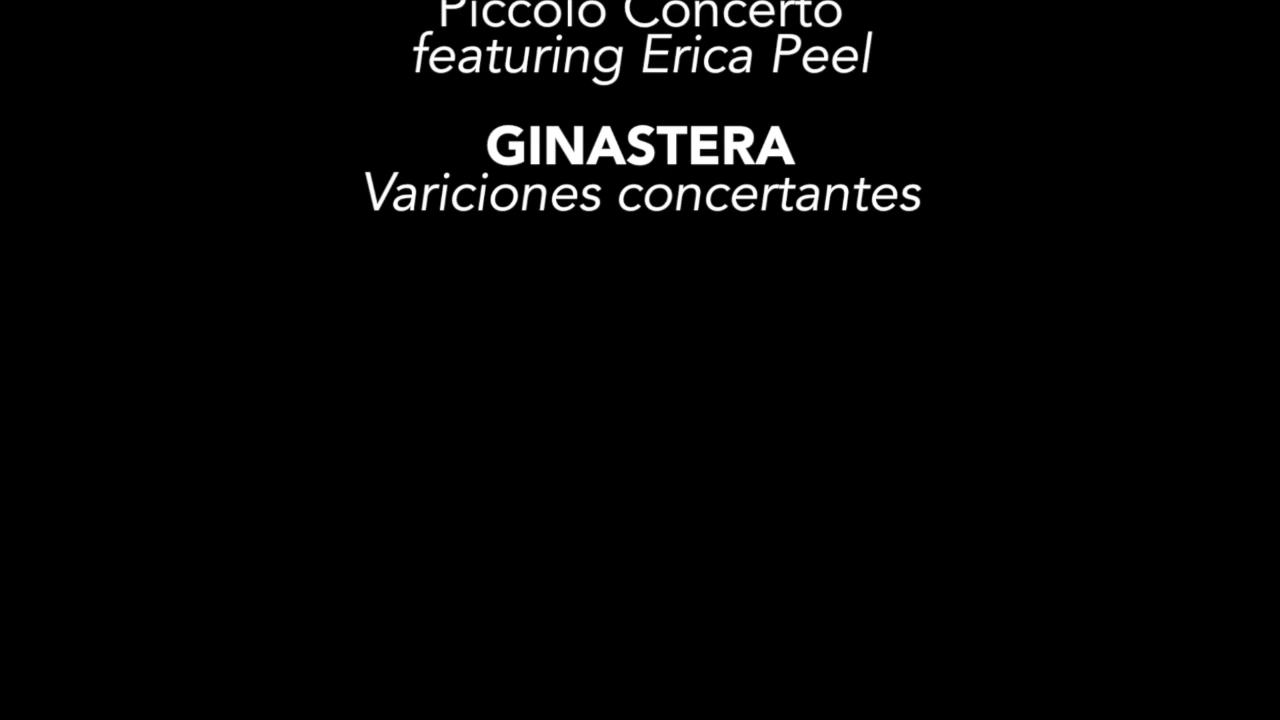 Piccolo Concerto
featuring Erica Peel
GINASTERA
Variciones concertantes